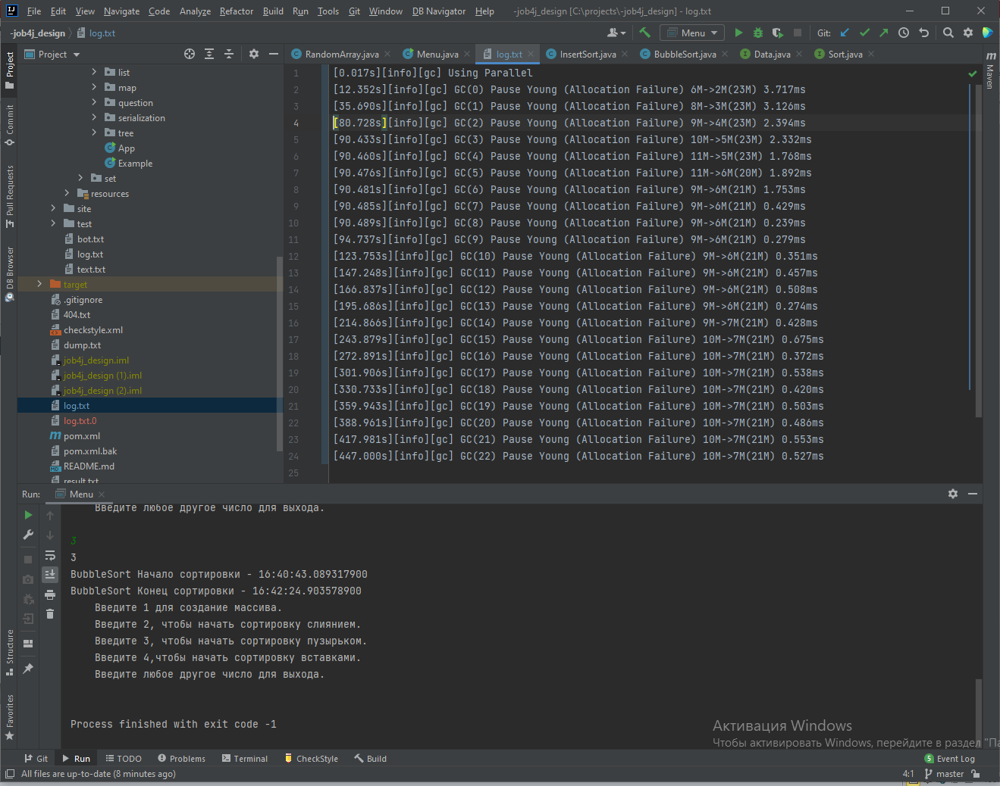 File Edit View Navigate Code Analyze Refactor Build Run Tools Git Window DB Navigator Help -job4j_design [C:\projects\-job4j_design] - log.txt
-job4j_design log.txt Menu Git:
Project
RandomArray.java Menu.java log.txt InsertSort.java BubbleSort.java Data.java Sort.java
Project
Commit
Pull Requests
DB Browser
Structure
Favorites
m
Maven
list
map
question
serialization
tree
App
Example
set
resources
site
test
bot.txt
log.txt
text.txt
target
.gitignore
404.txt
checkstyle.xml
dump.txt
job4j_design.iml
job4j_design (1).iml
job4j_design (2).iml
log.txt
log.txt.0
pom.xml
pom.xml.bak
README.md
result.txt
1 [0.017s][info][gc] Using Parallel
2 [12.352s][info][gc] GC(0) Pause Young (Allocation Failure) 6M->2M(23M) 3.717ms
3 [35.690s][info][gc] GC(1) Pause Young (Allocation Failure) 8M->3M(23M) 3.126ms
4 [80.728s][info][gc] GC(2) Pause Young (Allocation Failure) 9M->4M(23M) 2.394ms
5 [90.433s][info][gc] GC(3) Pause Young (Allocation Failure) 10M->5M(23M) 2.332ms
6 [90.460s][info][gc] GC(4) Pause Young (Allocation Failure) 11M->5M(23M) 1.768ms
7 [90.476s][info][gc] GC(5) Pause Young (Allocation Failure) 11M->6M(20M) 1.892ms
8 [90.481s][info][gc] GC(6) Pause Young (Allocation Failure) 9M->6M(21M) 1.753ms
9 [90.485s][info][gc] GC(7) Pause Young (Allocation Failure) 9M->6M(21M) 0.429ms
10 [90.489s][info][gc] GC(8) Pause Young (Allocation Failure) 9M->6M(21M) 0.239ms
11 [94.737s][info][gc] GC(9) Pause Young (Allocation Failure) 9M->6M(21M) 0.279ms
12 [123.753s][info][gc] GC(10) Pause Young (Allocation Failure) 9M->6M(21M) 0.351ms
13 [147.248s][info][gc] GC(11) Pause Young (Allocation Failure) 9M->6M(21M) 0.457ms
14 [166.837s][info][gc] GC(12) Pause Young (Allocation Failure) 9M->6M(21M) 0.508ms
15 [195.686s][info][gc] GC(13) Pause Young (Allocation Failure) 9M->6M(21M) 0.274ms
16 [214.866s][info][gc] GC(14) Pause Young (Allocation Failure) 9M->7M(21M) 0.428ms
17 [243.879s][info][gc] GC(15) Pause Young (Allocation Failure) 10M->7M(21M) 0.675ms
18 [272.891s][info][gc] GC(16) Pause Young (Allocation Failure) 10M->7M(21M) 0.372ms
19 [301.906s][info][gc] GC(17) Pause Young (Allocation Failure) 10M->7M(21M) 0.538ms
20 [330.733s][info][gc] GC(18) Pause Young (Allocation Failure) 10M->7M(21M) 0.420ms
21 [359.943s][info][gc] GC(19) Pause Young (Allocation Failure) 10M->7M(21M) 0.503ms
22 [388.961s][info][gc] GC(20) Pause Young (Allocation Failure) 10M->7M(21M) 0.486ms
23 [417.981s][info][gc] GC(21) Pause Young (Allocation Failure) 10M->7M(21M) 0.553ms
24 [447.000s][info][gc] GC(22) Pause Young (Allocation Failure) 10M->7M(21M) 0.527ms
25
Run: Menu
Введите любое другое число для выхода.
3
3
BubbleSort Начало сортировки - 16:40:43.089317900
BubbleSort Конец сортировки - 16:42:24.903578900
Введите 1 для создание массива.
Введите 2, чтобы начать сортировку слиянием.
Введите 3, чтобы начать сортировку пузырьком.
Введите 4,чтобы начать сортировку вставками.
Введите любое другое число для выхода.
Process finished with exit code -1
Активация Windows
Чтобы активировать Windows, перейдите в раздел "Па
Git Run TODO Problems Terminal CheckStyle Build 5 Event Log
All files are up-to-date (8 minutes ago) 4:1 master